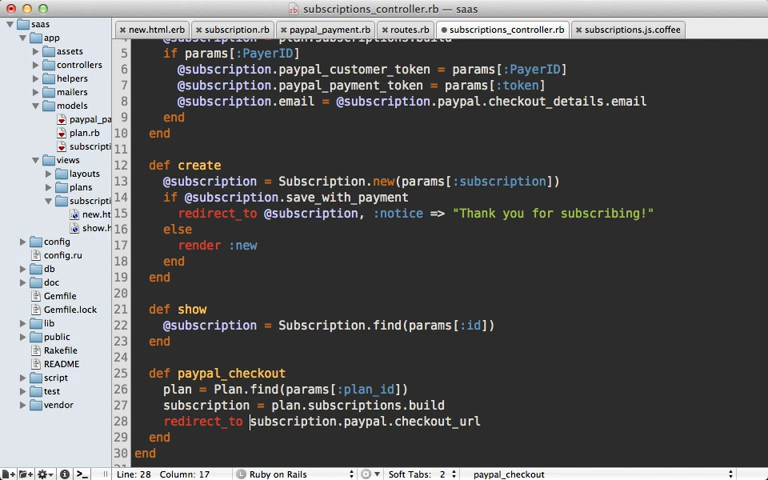 subscriptions_controller.rb — saas
new.html.erb
subscription.rb
paypal_payment.rb
routes.rb
subscriptions_controller.rb
subscriptions.js.coffee
saas
app
assets
controllers
helpers
mailers
models
paypal_pa
plan.rb
subscripti
views
layouts
plans
subscripti
new.ht
show.h
config
config.ru
db
doc
Gemfile
Gemfile.lock
lib
public
Rakefile
README
script
test
vendor
5 if params[:PayerID]
6 @subscription.paypal_customer_token = params[:PayerID]
7 @subscription.paypal_payment_token = params[:token]
8 @subscription.email = @subscription.paypal.checkout_details.email
9 end
10 end
11
12 def create
13 @subscription = Subscription.new(params[:subscription])
14 if @subscription.save_with_payment
15 redirect_to @subscription, :notice => "Thank you for subscribing!"
16 else
17 render :new
18 end
19 end
20
21 def show
22 @subscription = Subscription.find(params[:id])
23 end
24
25 def paypal_checkout
26 plan = Plan.find(params[:plan_id])
27 subscription = plan.subscriptions.build
28 redirect_to subscription.paypal.checkout_url
29 end
30 end
Line: 28 Column: 17 Ruby on Rails Soft Tabs: 2 paypal_checkout